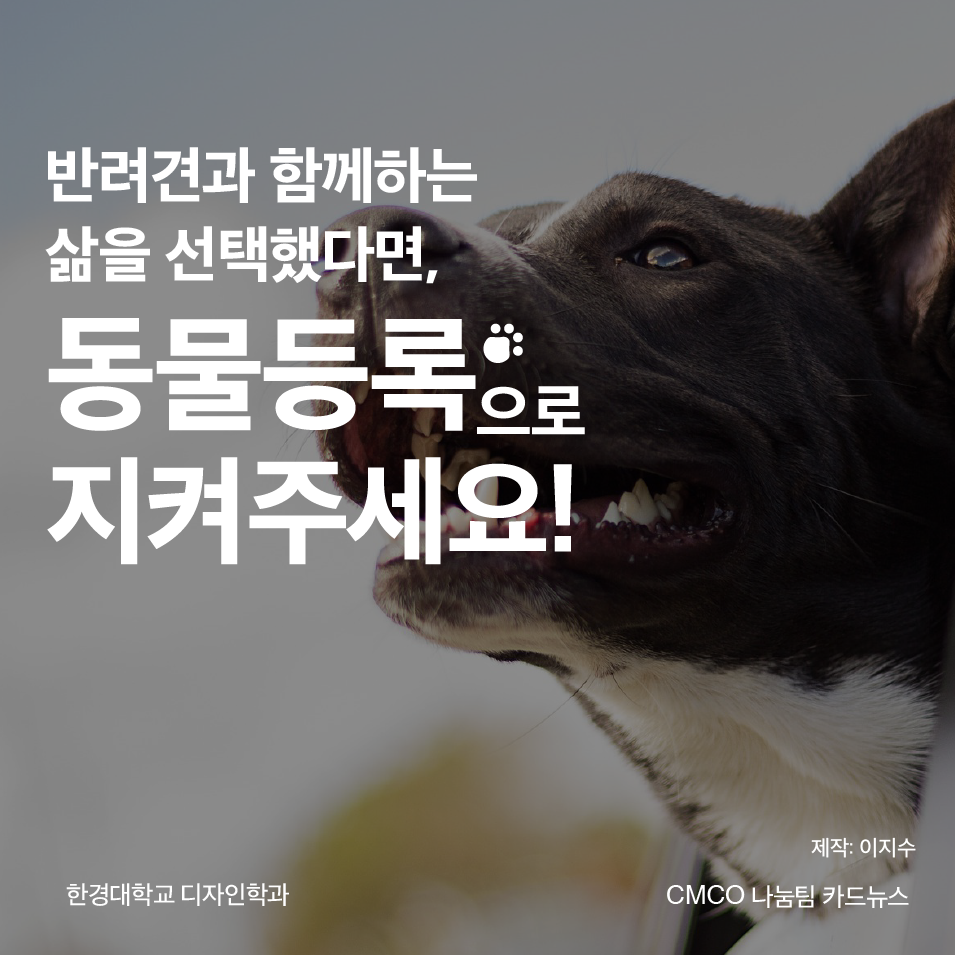 반려견과 함께하는
삶을 선택했다면,
동물등록으로
지켜주세요!
제작: 이지수
한경대학교 디자인학과
CMCO 나눔팀 카드뉴스